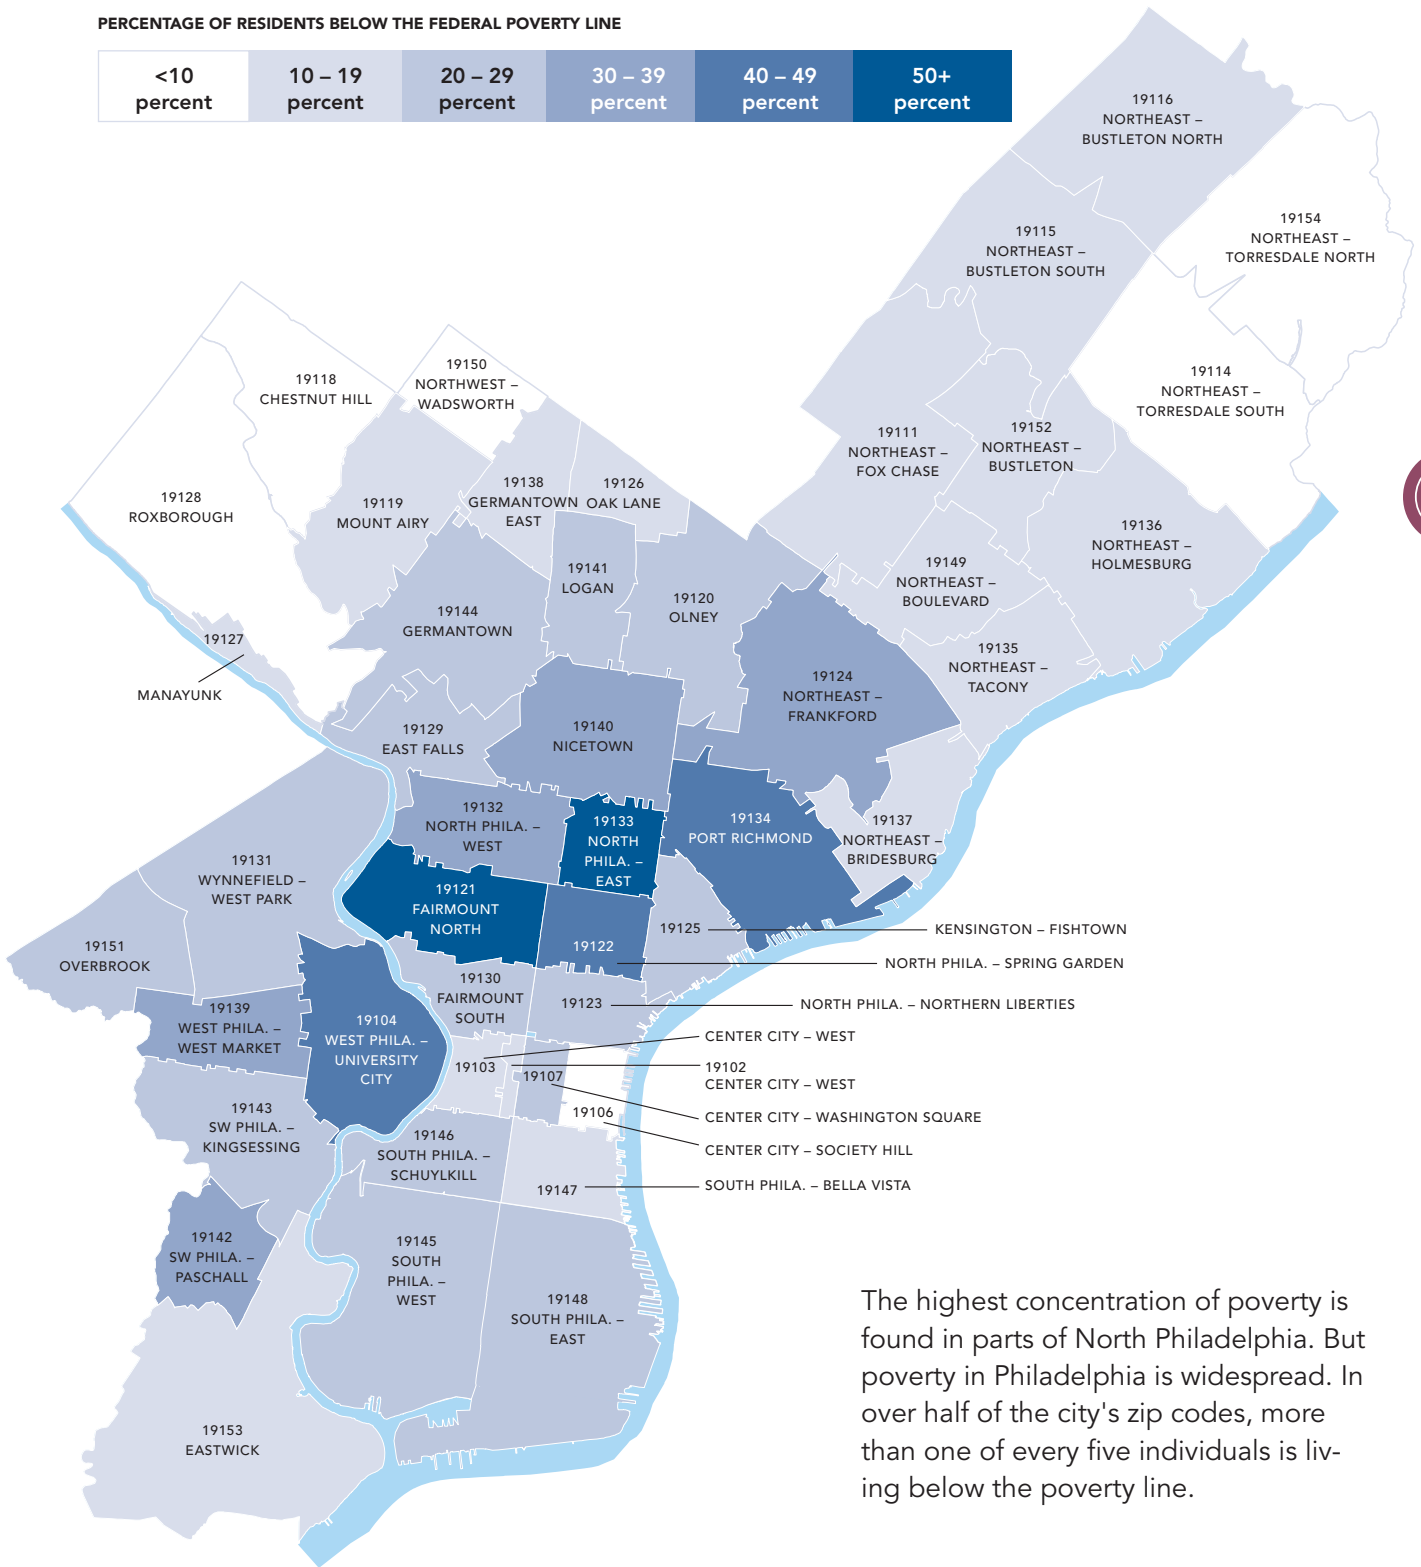 PERCENTAGE OF RESIDENTS BELOW THE FEDERAL POVERTY LINE
<10
percent
10 – 19
percent
20 – 29
percent
30 – 39
percent
40 – 49
percent
50+
percent
19116
NORTHEAST –
BUSTLETON NORTH
19154
NORTHEAST –
TORRESDALE NORTH
19115
NORTHEAST –
BUSTLETON SOUTH
19150
NORTHWEST –
WADSWORTH
19118
CHESTNUT HILL
19114
NORTHEAST –
TORRESDALE SOUTH
19111
NORTHEAST –
FOX CHASE
19152
NORTHEAST –
BUSTLETON
19128
ROXBOROUGH
19119
MOUNT AIRY
19138
GERMANTOWN
EAST
19126
OAK LANE
19136
NORTHEAST –
HOLMESBURG
19141
LOGAN
19149
NORTHEAST –
BOULEVARD
19144
GERMANTOWN
19120
OLNEY
19127
MANAYUNK
19135
NORTHEAST –
TACONY
19124
NORTHEAST –
FRANKFORD
19129
EAST FALLS
19140
NICETOWN
19132
NORTH PHILA. –
WEST
19133
NORTH
PHILA. –
EAST
19134
PORT RICHMOND
19137
NORTHEAST –
BRIDESBURG
19131
WYNNEFIELD –
WEST PARK
19121
FAIRMOUNT
NORTH
19151
OVERBROOK
19122
19125
KENSINGTON – FISHTOWN
NORTH PHILA. – SPRING GARDEN
19130
FAIRMOUNT
SOUTH
19123
NORTH PHILA. – NORTHERN LIBERTIES
19139
WEST PHILA. –
WEST MARKET
19104
WEST PHILA. –
UNIVERSITY
CITY
CENTER CITY – WEST
19103
19102
CENTER CITY – WEST
19107
CENTER CITY – WASHINGTON SQUARE
19106
CENTER CITY – SOCIETY HILL
19143
SW PHILA. –
KINGSESSING
19146
SOUTH PHILA. –
SCHUYLKILL
19147
SOUTH PHILA. – BELLA VISTA
19142
SW PHILA. –
PASCHALL
19145
SOUTH
PHILA. –
WEST
19148
SOUTH PHILA. –
EAST
19153
EASTWICK
The highest concentration of poverty is
found in parts of North Philadelphia. But
poverty in Philadelphia is widespread. In
over half of the city's zip codes, more
than one of every five individuals is liv-
ing below the poverty line.